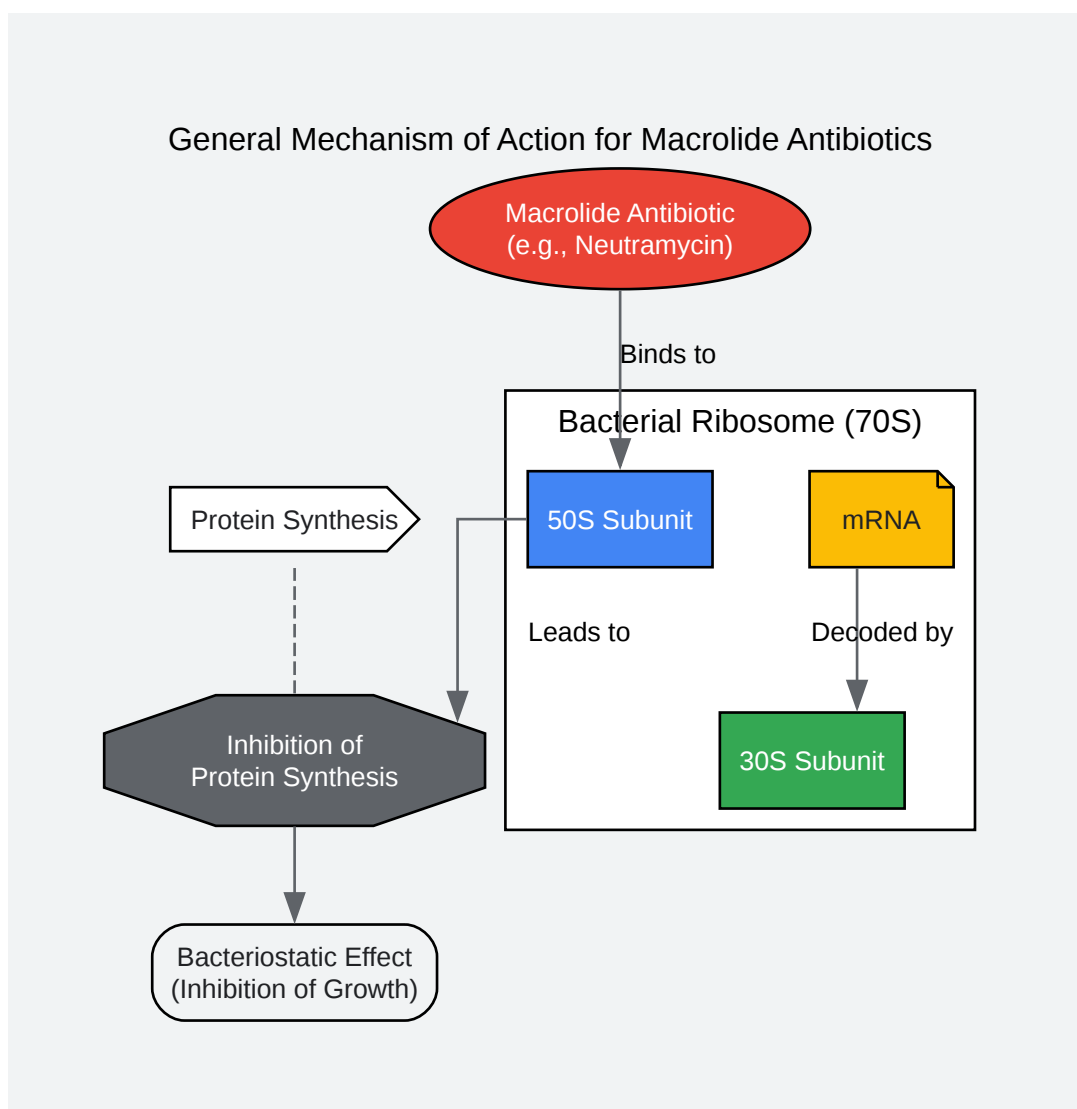 General Mechanism of Action for Macrolide Antibiotics
Macrolide Antibiotic
(e.g., Neutramycin)
Binds to
Bacterial Ribosome (70S)
Protein Synthesis
50S Subunit
mRNA
Leads to
Decoded by
Inhibition of
Protein Synthesis
30S Subunit
Bacteriostatic Effect
(Inhibition of Growth)